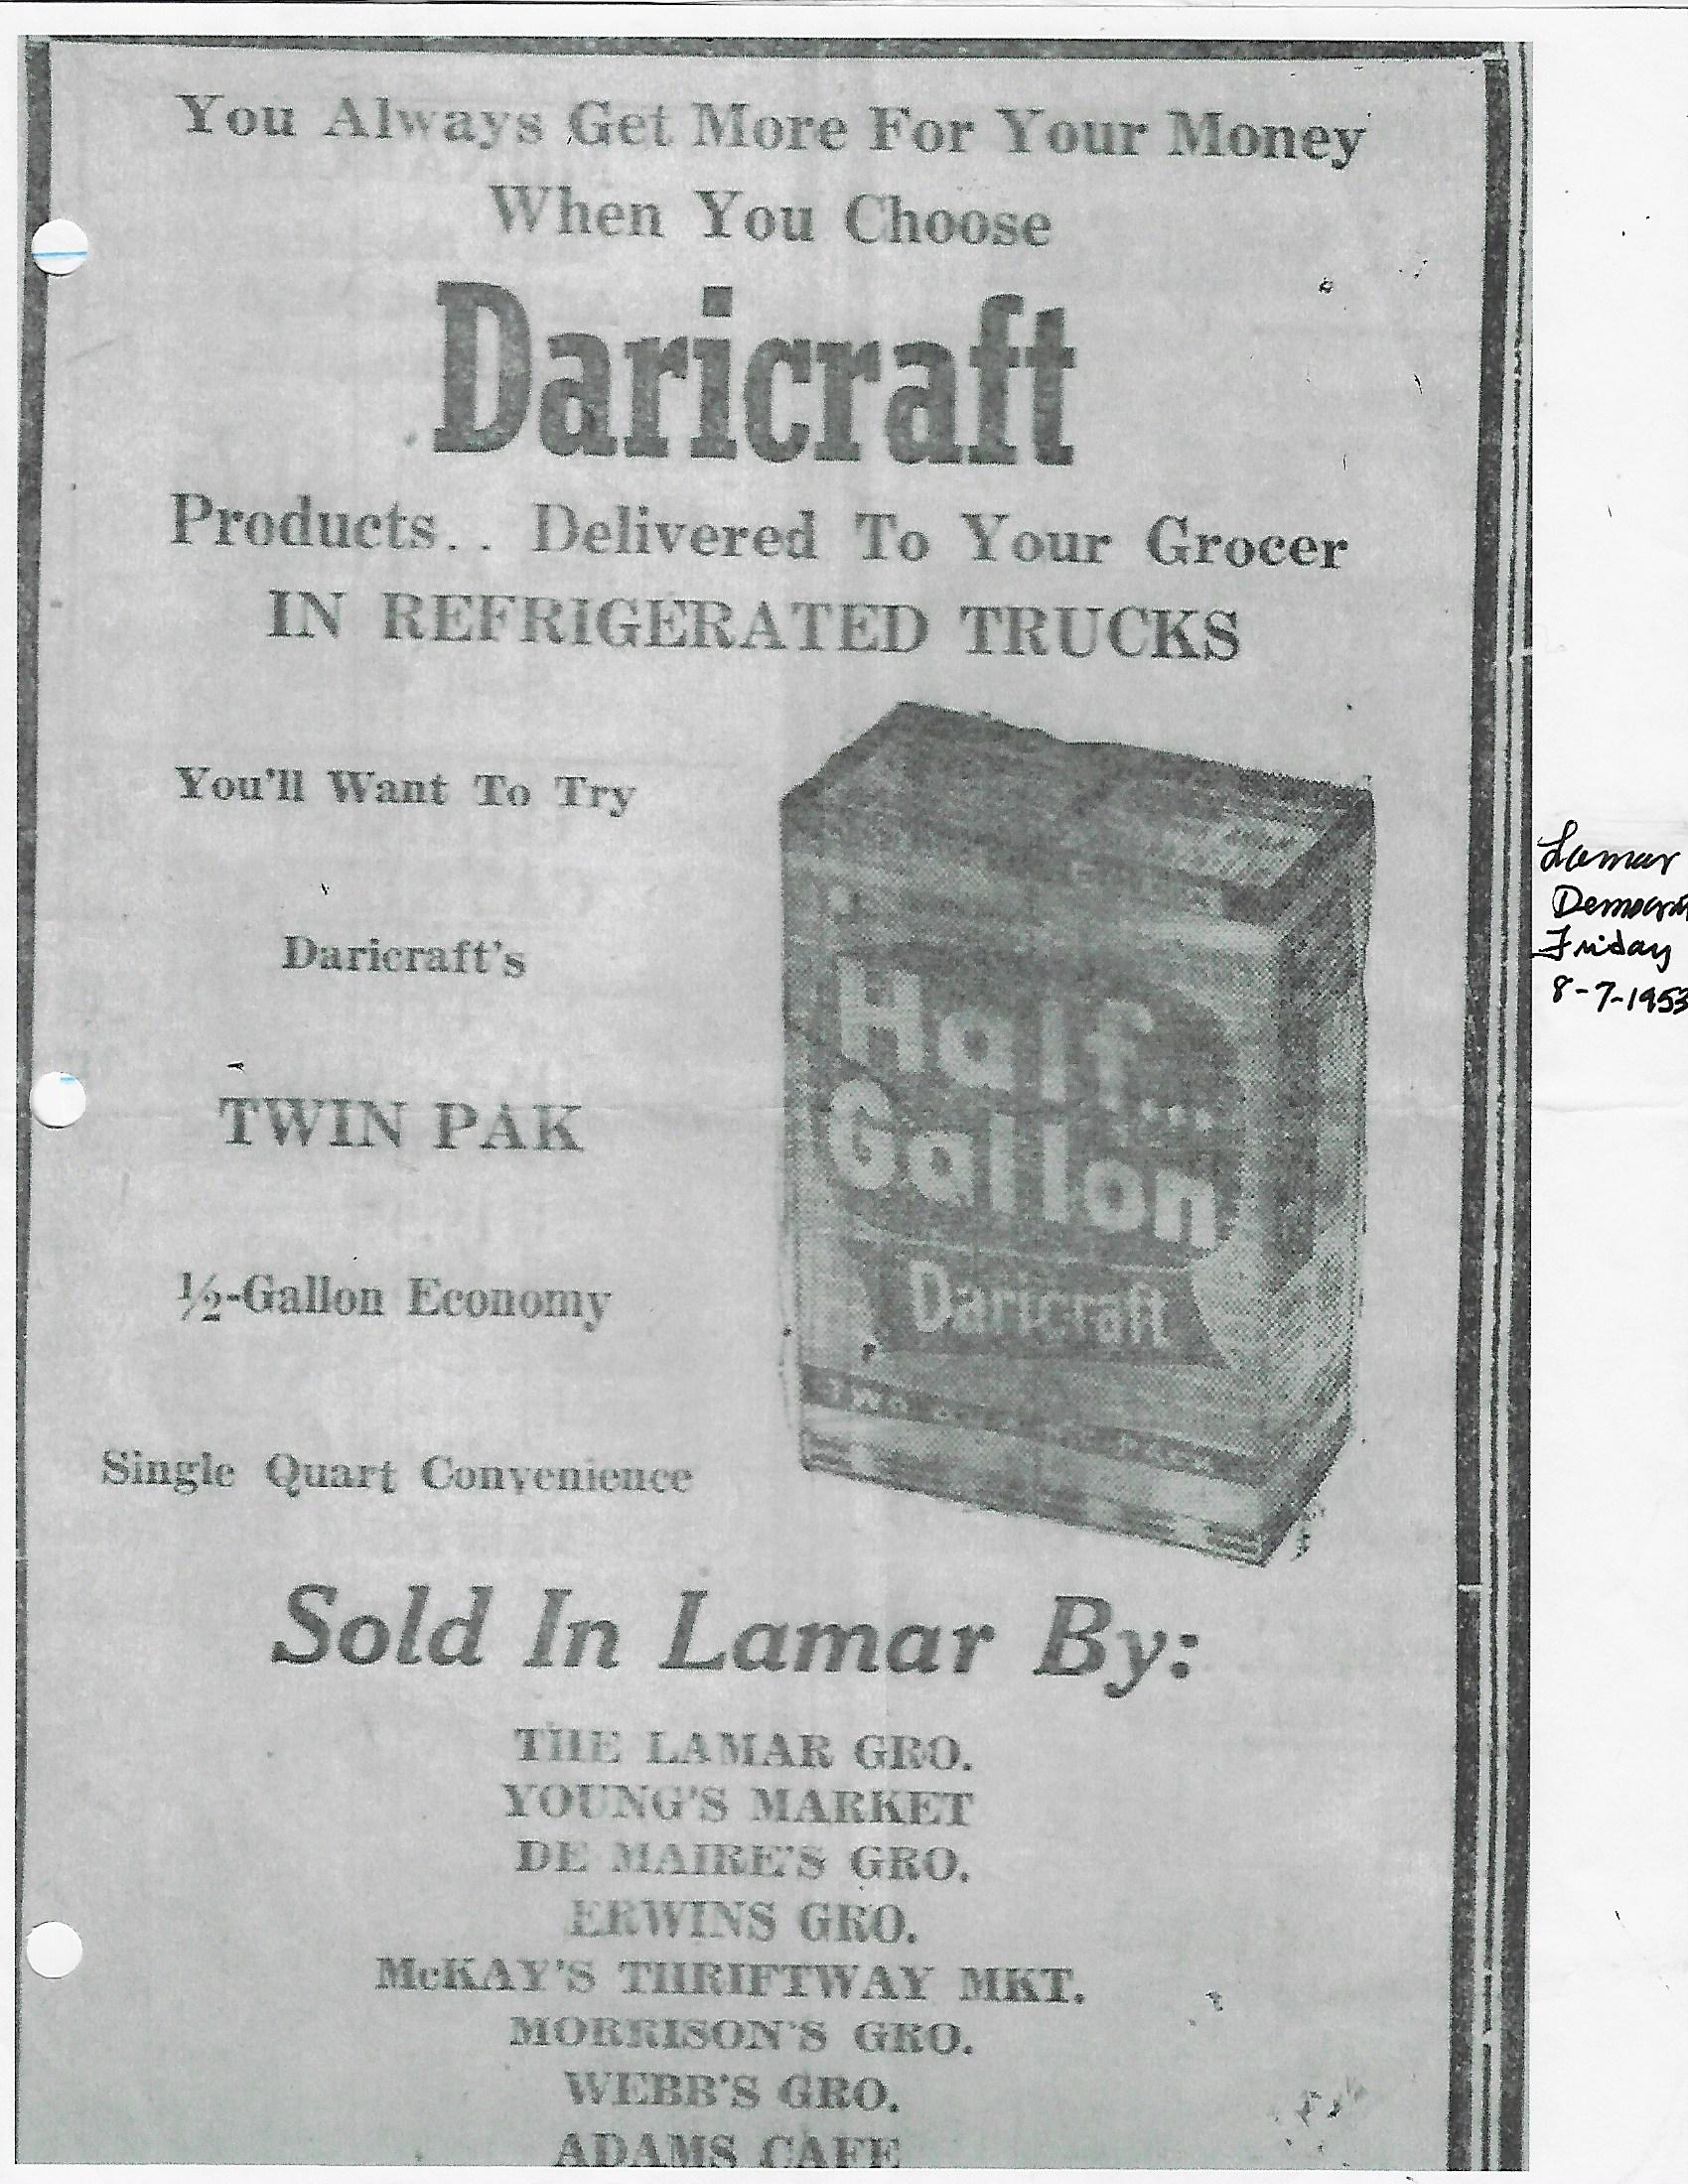 You Always Get More For Your Money
When You Choose
Daricraft
Products.. Delivered To Your Grocer
IN REFRIGERATED TRUCKS
You'll Want To Try
Daricraft's
TWIN PAK
½-Gallon Economy
Single Quart Convenience
Half...
Gallon
Daricraft
TWO
Sold In Lamar By:
THE LAMAR GRO.
YOUNG'S MARKET
DE MAIRE'S GRO.
ERWINS GRO.
McKAY'S THRIFTWAY MKT.
MORRISON'S GRO.
WEBB'S GRO.
ADAMS CAFE
Lamar
Democrat
Friday
8-7-1953